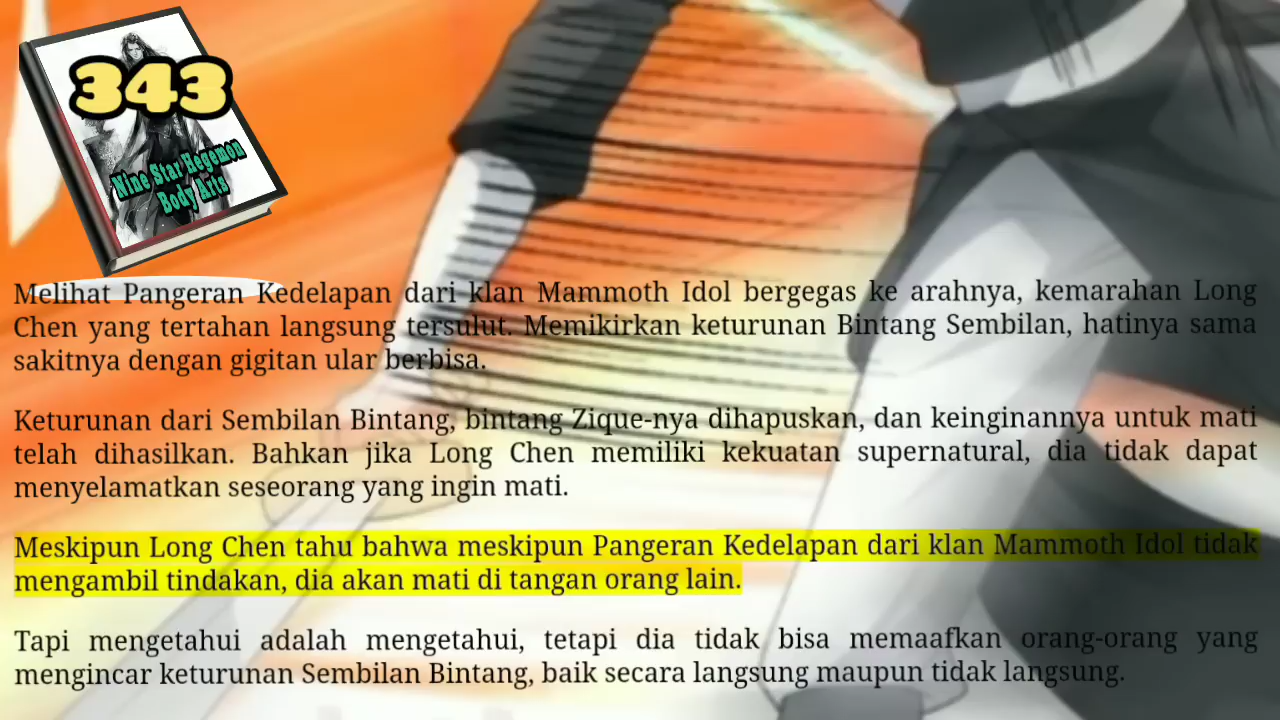 343
Nine Star Hegemon
Body Arts
Melihat Pangeran Kedelapan dari klan Mammoth Idol bergegas ke arahnya, kemarahan Long
Chen yang tertahan langsung tersulut. Memikirkan keturunan Bintang Sembilan, hatinya sama
sakitnya dengan gigitan ular berbisa.
Keturunan dari Sembilan Bintang, bintang Zique-nya dihapuskan, dan keinginannya untuk mati
telah dihasilkan. Bahkan jika Long Chen memiliki kekuatan supernatural, dia tidak dapat
menyelamatkan seseorang yang ingin mati.
Meskipun Long Chen tahu bahwa meskipun Pangeran Kedelapan dari klan Mammoth Idol tidak
mengambil tindakan, dia akan mati di tangan orang lain.
Tapi mengetahui adalah mengetahui, tetapi dia tidak bisa memaafkan orang-orang yang
mengincar keturunan Sembilan Bintang, baik secara langsung maupun tidak langsung.